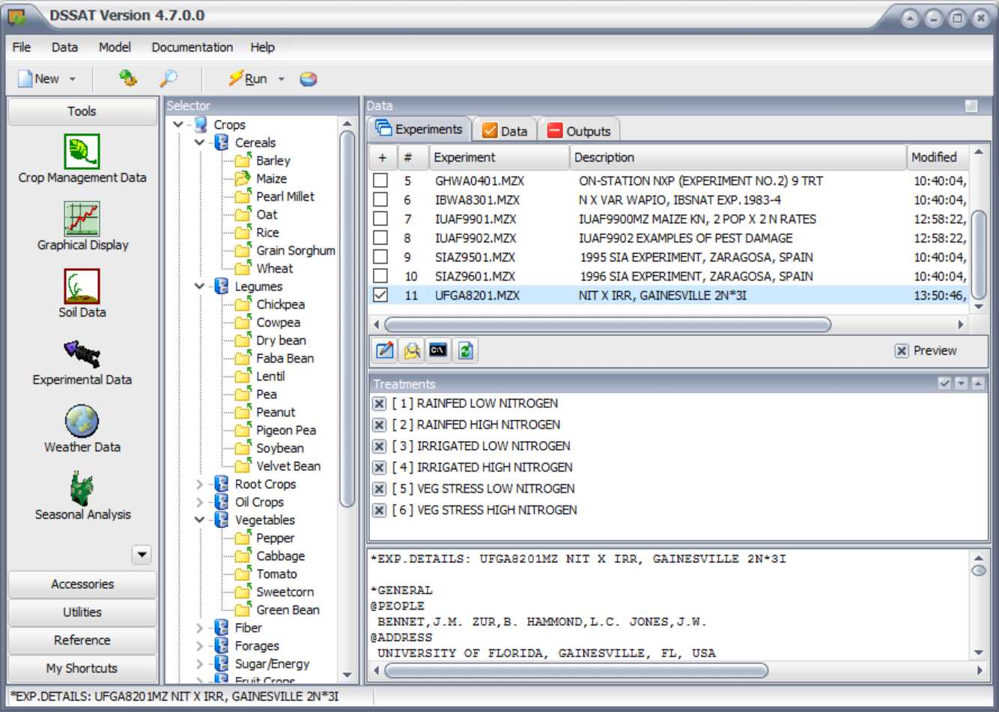 DSSAT Version 4.7.0.0
File Data Model Documentation Help
New Run
Tools
Crop Management Data
Graphical Display
Soil Data
Experimental Data
Weather Data
Seasonal Analysis
Accessories
Utilities
Reference
My Shortcuts
Selector
Crops
Cereals
Barley
Maize
Pearl Millet
Oat
Rice
Grain Sorghum
Wheat
Legumes
Chickpea
Cowpea
Dry bean
Faba Bean
Lentil
Pea
Peanut
Pigeon Pea
Soybean
Velvet Bean
Root Crops
Oil Crops
Vegetables
Pepper
Cabbage
Tomato
Sweetcorn
Green Bean
Fiber
Forages
Sugar/Energy
Fruit Crops
Data
Experiments Data Outputs
+ # Experiment Description Modified
5 GHWA0401.MZX ON-STATION NXP (EXPERIMENT NO.2) 9 TRT 10:40:04,
6 IBWA8301.MZX N X VAR WAPIO, IBSNAT EXP.1983-4 10:40:04,
7 IUAF9901.MZX IUAF9900MZ MAIZE KN, 2 POP X 2 N RATES 12:58:22,
8 IUAF9902.MZX IUAF9902 EXAMPLES OF PEST DAMAGE 12:58:22,
9 SIAZ9501.MZX 1995 SIA EXPERIMENT, ZARAGOSA, SPAIN 10:40:04,
10 SIAZ9601.MZX 1996 SIA EXPERIMENT, ZARAGOSA, SPAIN 10:40:04,
11 UFGA8201.MZX NIT X IRR, GAINESVILLE 2N*3I 13:50:46,
C:\ Preview
Treatments
[ 1 ] RAINFED LOW NITROGEN
[ 2 ] RAINFED HIGH NITROGEN
[ 3 ] IRRIGATED LOW NITROGEN
[ 4 ] IRRIGATED HIGH NITROGEN
[ 5 ] VEG STRESS LOW NITROGEN
[ 6 ] VEG STRESS HIGH NITROGEN
*EXP.DETAILS: UFGA8201MZ NIT X IRR, GAINESVILLE 2N*3I
*GENERAL
@PEOPLE
BENNET,J.M. ZUR,B. HAMMOND,L.C. JONES,J.W.
@ADDRESS
UNIVERSITY OF FLORIDA, GAINESVILLE, FL, USA
*EXP.DETAILS: UFGA8201MZ NIT X IRR, GAINESVILLE 2N*3I